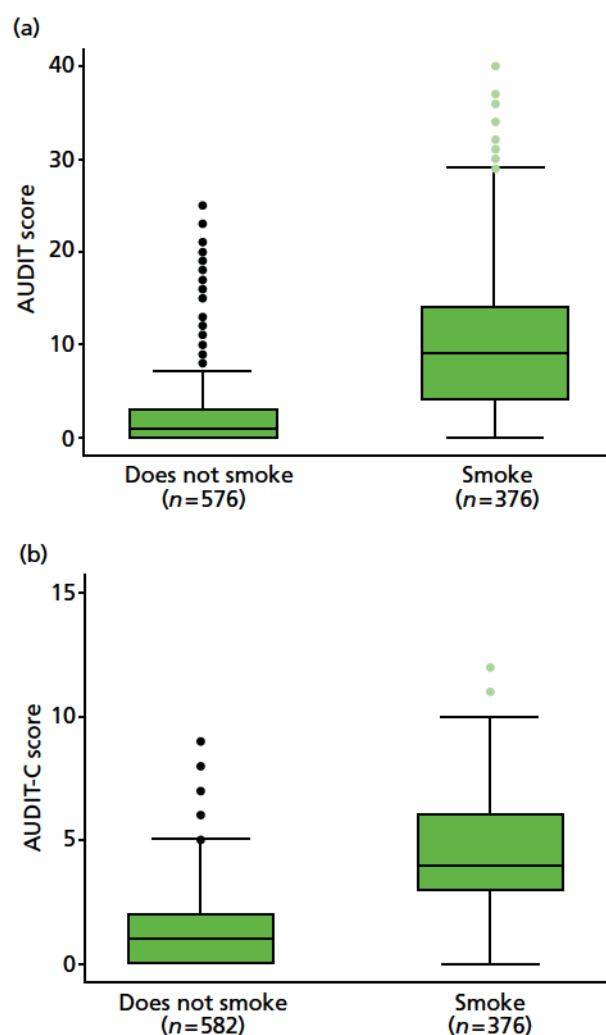 (a)
40
30
20
10
0
AUDIT score
Does not smoke
(n=576)
Smoke
(n=376)
(b)
15
10
5
0
AUDIT-C score
Does not smoke
(n=582)
Smoke
(n=376)